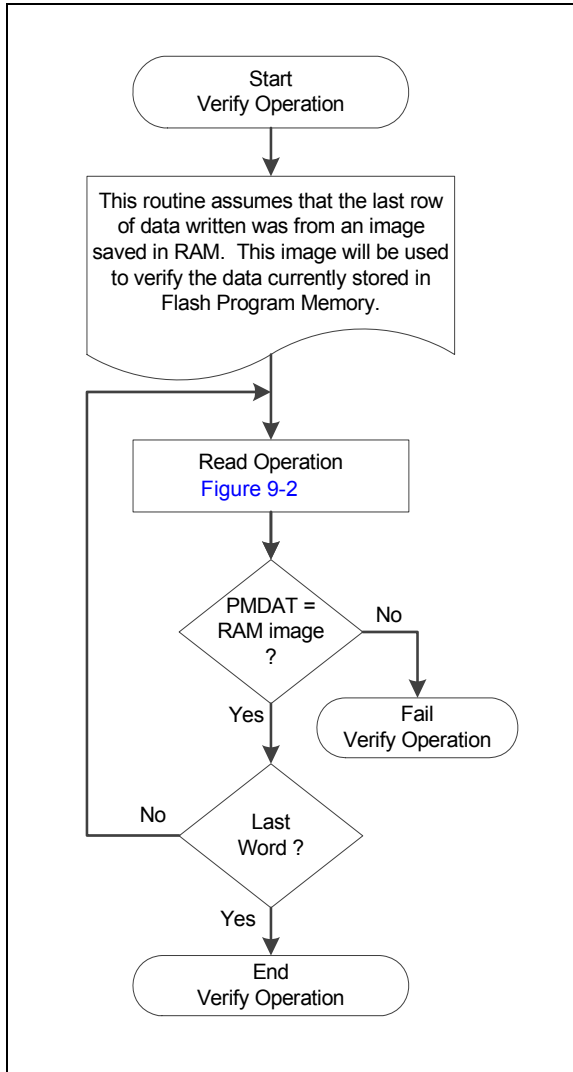 Start
Verify Operation
This routine assumes that the last row
of data written was from an image
saved in RAM.  This image will be used
to verify the data currently stored in
Flash Program Memory.
Read Operation
Figure 9-2
PMDAT =
RAM image
?
No
Yes
Fail
Verify Operation
No
Last
Word ?
Yes
End
Verify Operation